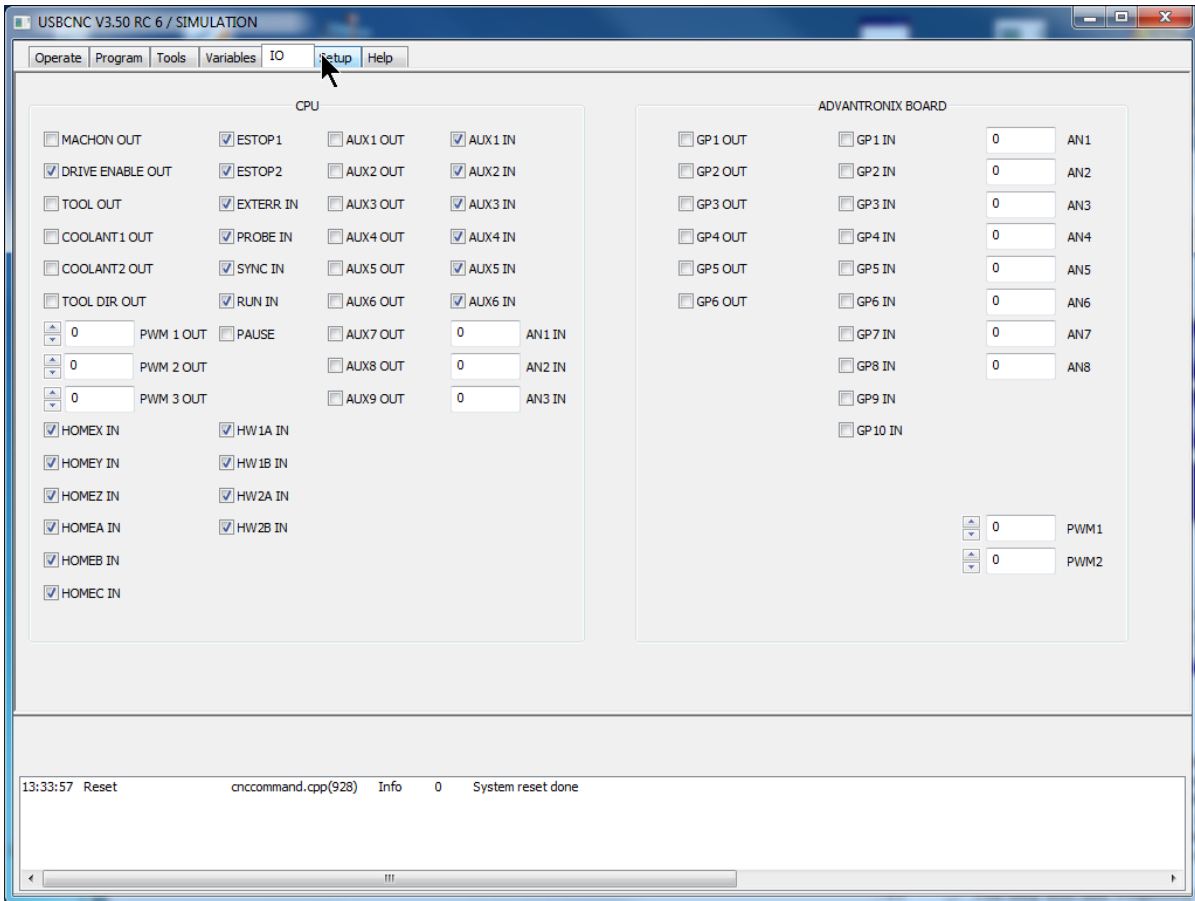 USBCNC V3.50 RC 6 / SIMULATION
Operate Program Tools Variables IO Setup Help
CPU
ADVANTRONIX BOARD
MACHON OUT ESTOP1 AUX1 OUT AUX1 IN GP1 OUT GP1 IN 0 AN1
DRIVE ENABLE OUT ESTOP2 AUX2 OUT AUX2 IN GP2 OUT GP2 IN 0 AN2
TOOL OUT EXTERR IN AUX3 OUT AUX3 IN GP3 OUT GP3 IN 0 AN3
COOLANT1 OUT PROBE IN AUX4 OUT AUX4 IN GP4 OUT GP4 IN 0 AN4
COOLANT2 OUT SYNC IN AUX5 OUT AUX5 IN GP5 OUT GP5 IN 0 AN5
TOOL DIR OUT RUN IN AUX6 OUT AUX6 IN GP6 OUT GP6 IN 0 AN6
0 PWM 1 OUT PAUSE AUX7 OUT 0 AN1 IN GP7 IN 0 AN7
0 PWM 2 OUT AUX8 OUT 0 AN2 IN GP8 IN 0 AN8
0 PWM 3 OUT AUX9 OUT 0 AN3 IN GP9 IN
HOMEX IN HW1A IN GP10 IN
HOMEY IN HW1B IN
HOMEZ IN HW2A IN
HOMEA IN HW2B IN 0 PWM1
HOMEB IN 0 PWM2
HOMEC IN
13:33:57 Reset cnccommand.cpp(928) Info 0 System reset done